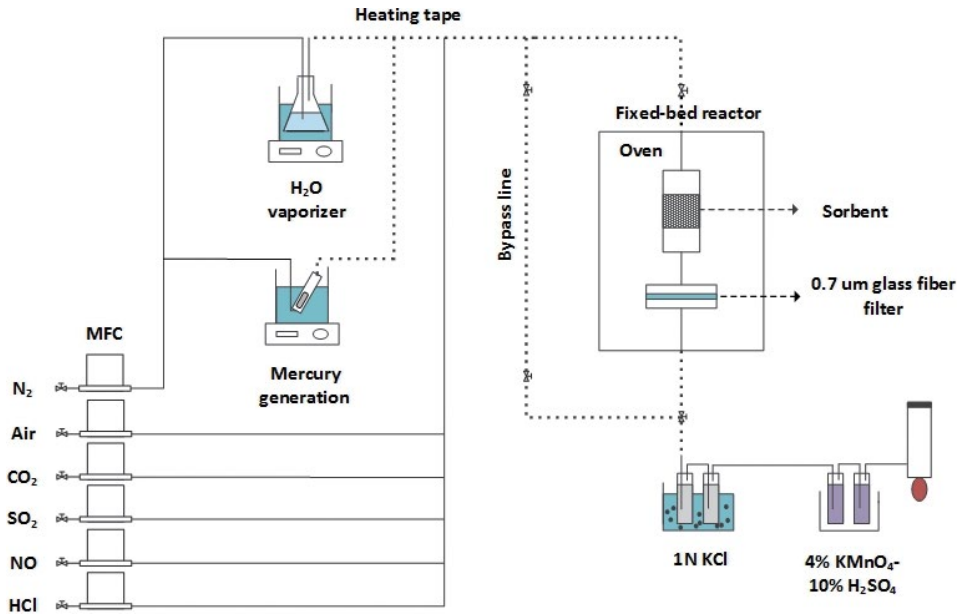 Heating tape
Fixed-bed reactor
Oven
H₂O
vaporizer
Bypass line
Sorbent
0.7 um glass fiber
filter
MFC
Mercury
generation
N₂
Air
CO₂
SO₂
NO
HCl
1N KCl
4% KMnO₄-
10% H₂SO₄